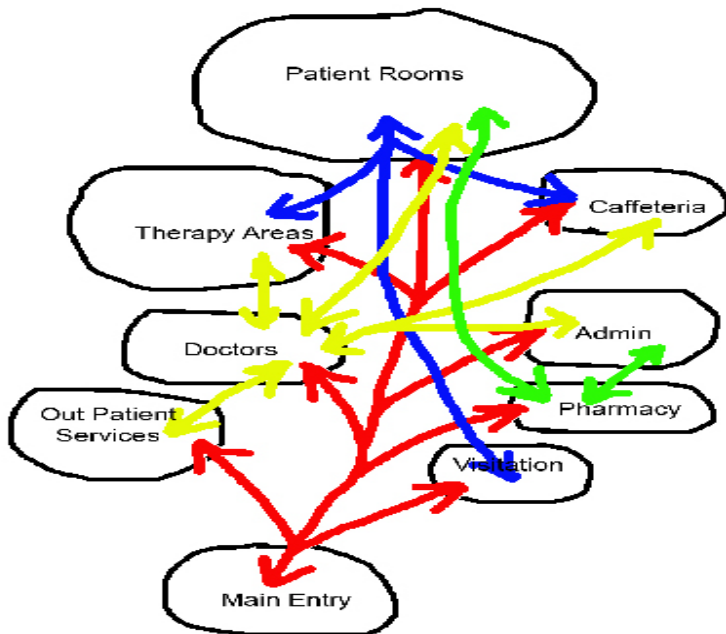 Patient Rooms
Caffeteria
Therapy Areas
Admin
Doctors
Out Patient
Services
Pharmacy
Visitation
Main Entry